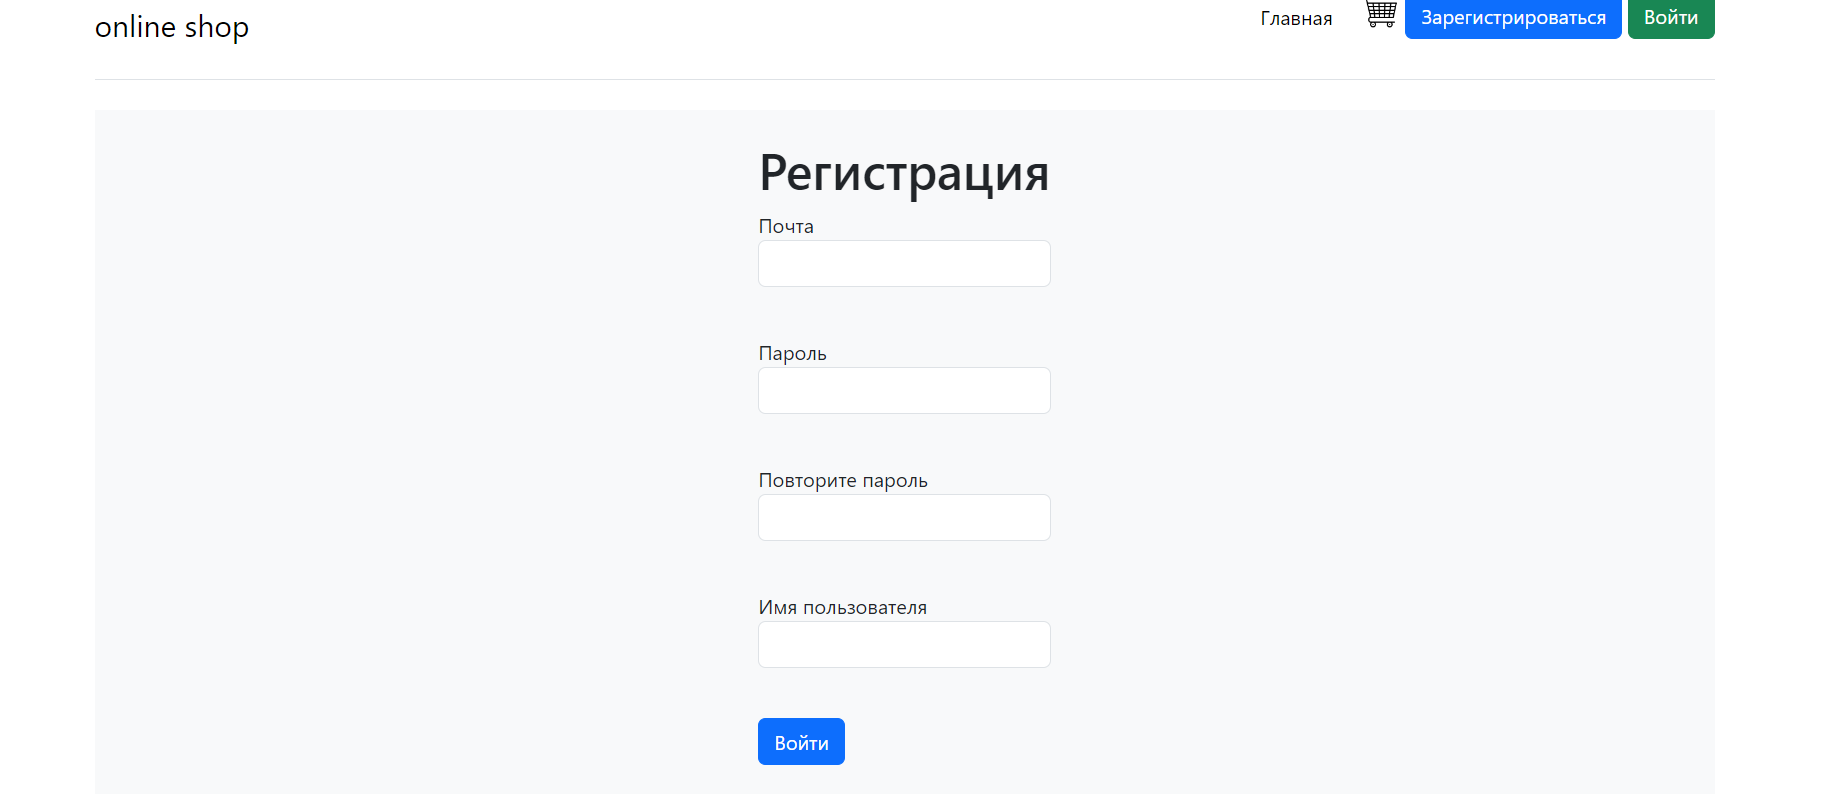 online shop
Главная Зарегистрироваться Войти
Регистрация
Почта
Пароль
Повторите пароль
Имя пользователя
Войти